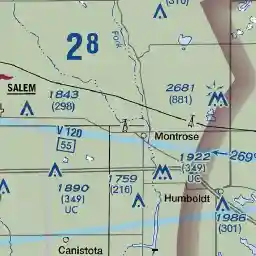 (316)
Fork
28
2681
(881)
SALEM
1843
(298)
V 120
55
Montrose
1922
(349)
UC
269°
1759
(216)
1890
(349)
UC
Humboldt
1986
(301)
Canistota